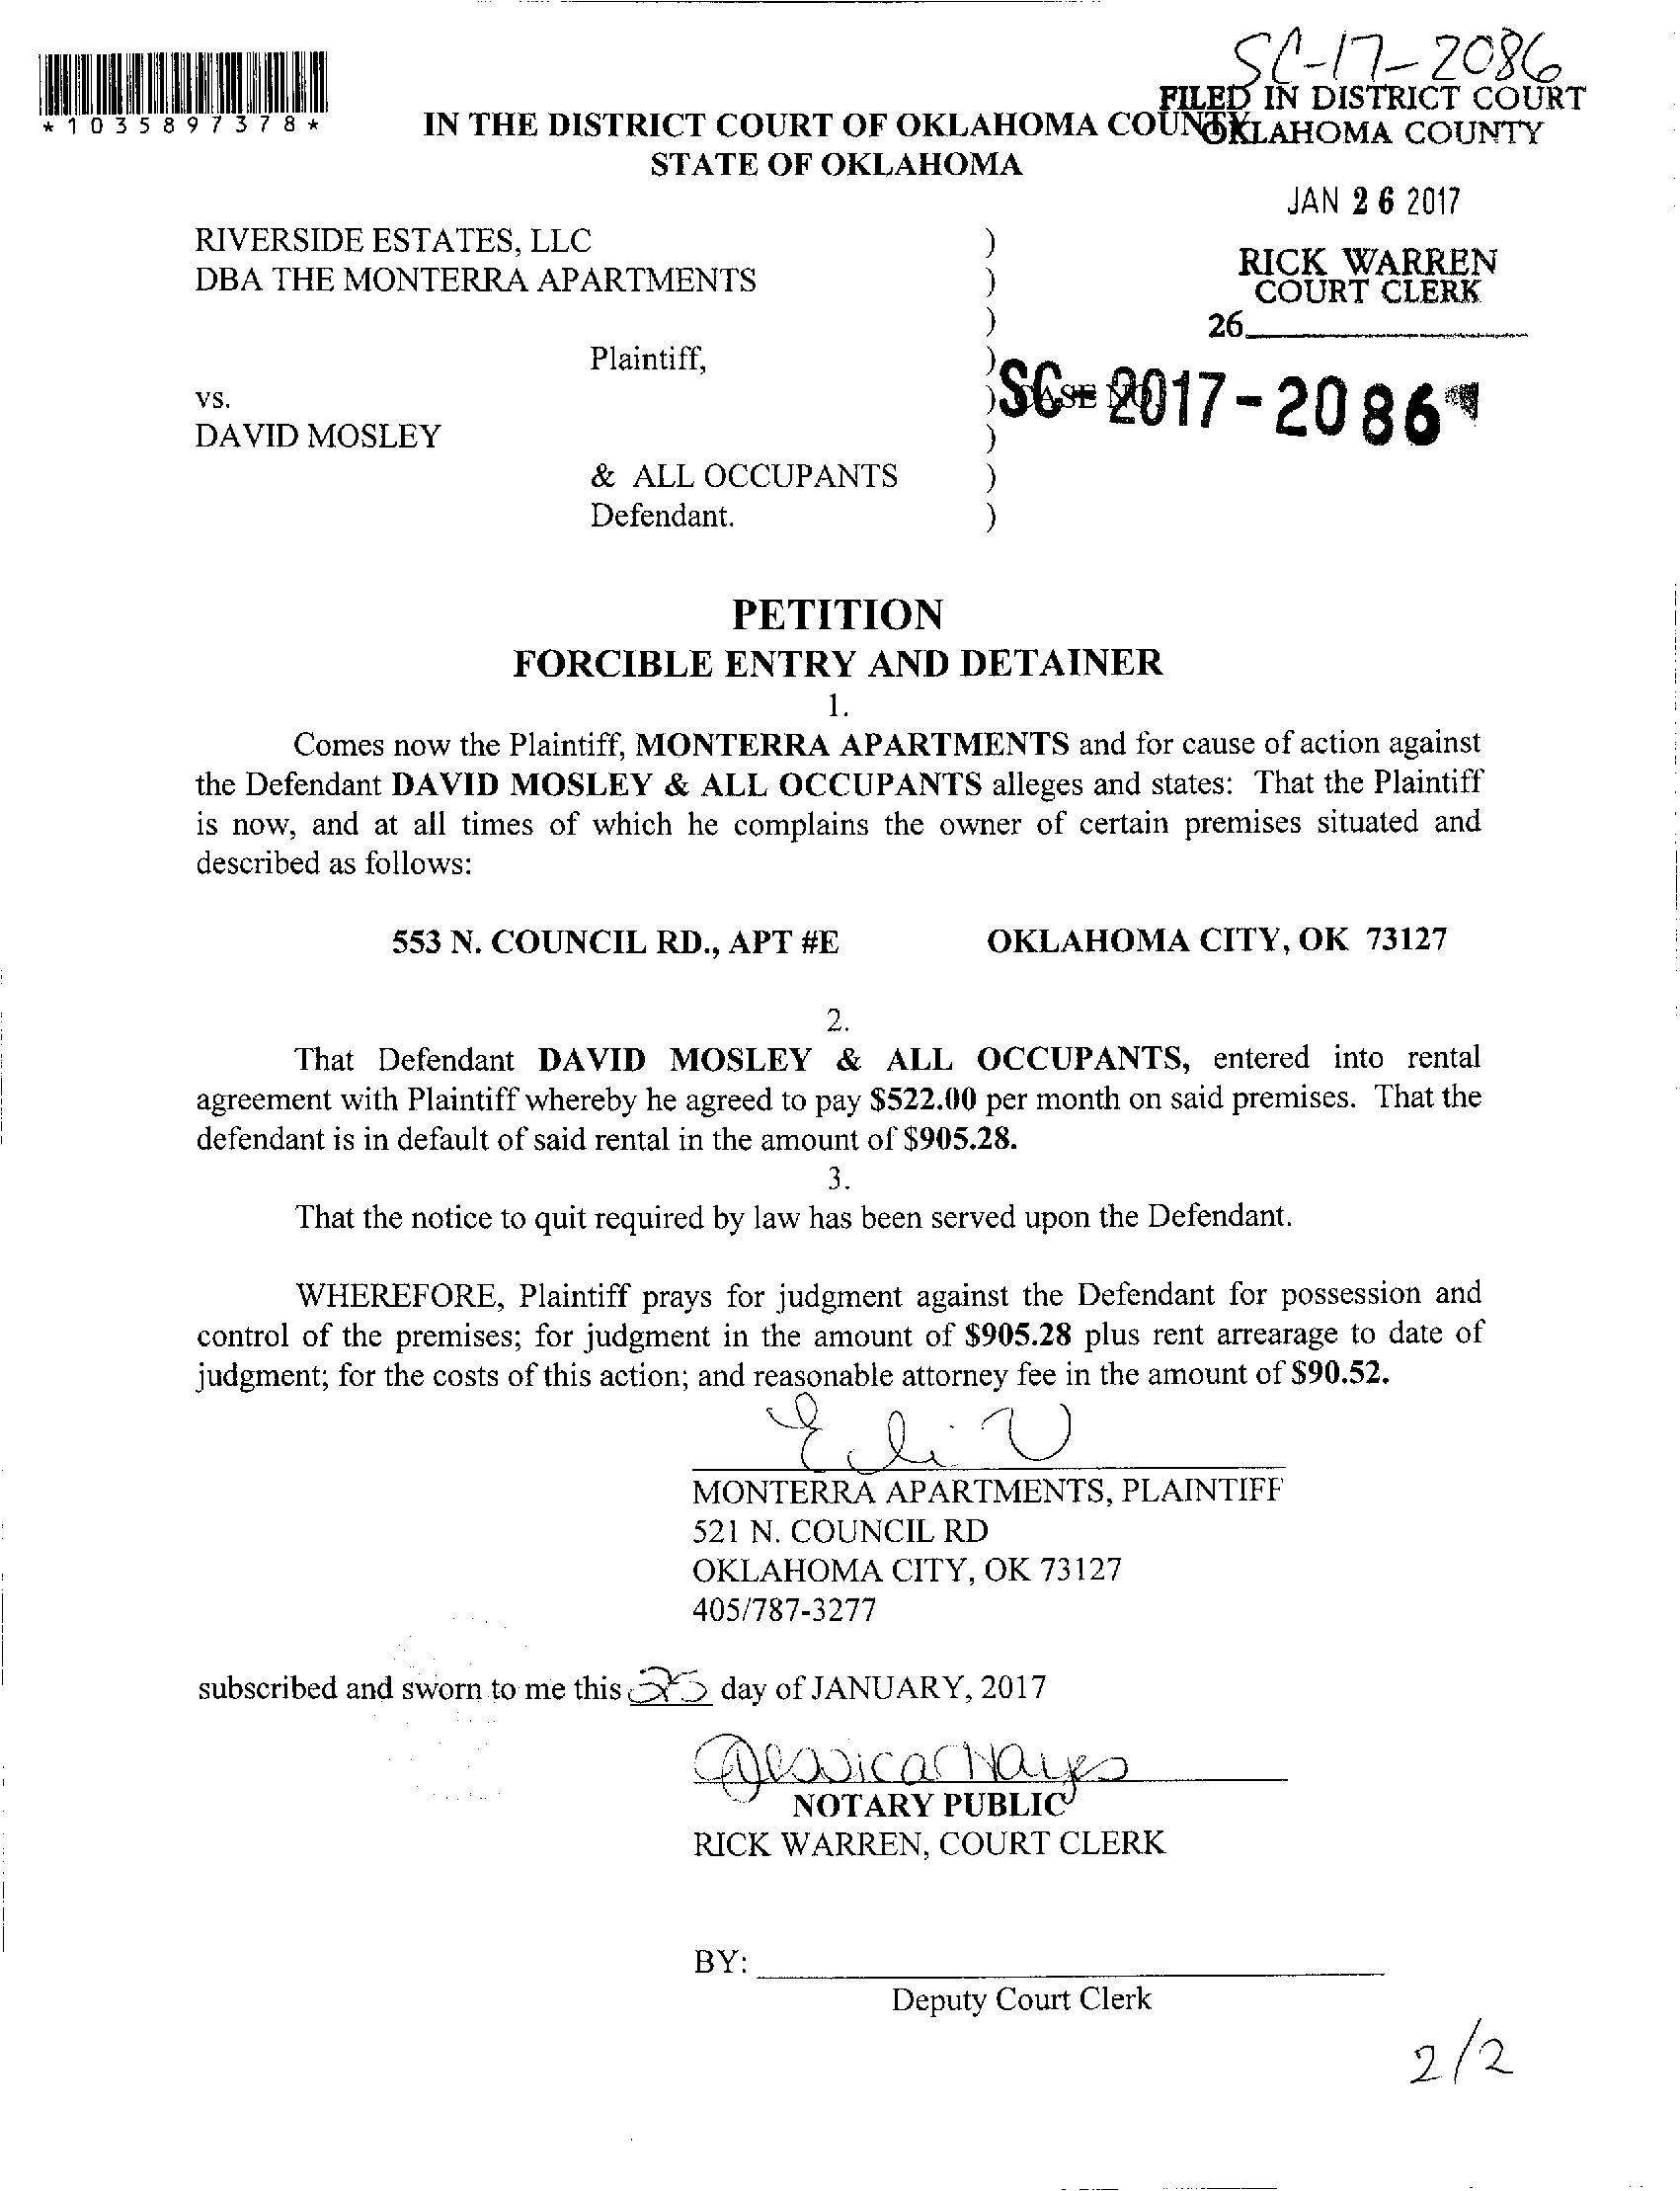 SC-17-2086
*1035897378*
FILED IN DISTRICT COURT
OKLAHOMA COUNTY
IN THE DISTRICT COURT OF OKLAHOMA COUNTY
STATE OF OKLAHOMA
JAN 26 2017
RICK WARREN
COURT CLERK
26
RIVERSIDE ESTATES, LLC )
DBA THE MONTERRA APARTMENTS )
)
Plaintiff, )
vs. ) CASE NO.
SC-2017-2086
DAVID MOSLEY )
& ALL OCCUPANTS )
Defendant. )
PETITION
FORCIBLE ENTRY AND DETAINER
1.
Comes now the Plaintiff, MONTERRA APARTMENTS and for cause of action against
the Defendant DAVID MOSLEY & ALL OCCUPANTS alleges and states: That the Plaintiff
is now, and at all times of which he complains the owner of certain premises situated and
described as follows:
553 N. COUNCIL RD., APT #E OKLAHOMA CITY, OK 73127
2.
That Defendant DAVID MOSLEY & ALL OCCUPANTS, entered into rental
agreement with Plaintiff whereby he agreed to pay $522.00 per month on said premises. That the
defendant is in default of said rental in the amount of $905.28.
3.
That the notice to quit required by law has been served upon the Defendant.
WHEREFORE, Plaintiff prays for judgment against the Defendant for possession and
control of the premises; for judgment in the amount of $905.28 plus rent arrearage to date of
judgment; for the costs of this action; and reasonable attorney fee in the amount of $90.52.
MONTERRA APARTMENTS, PLAINTIFF
521 N. COUNCIL RD
OKLAHOMA CITY, OK 73127
405/787-3277
subscribed and sworn to me this 25 day of JANUARY, 2017
Jessica Hayes
NOTARY PUBLIC
RICK WARREN, COURT CLERK
BY:
Deputy Court Clerk
2/2